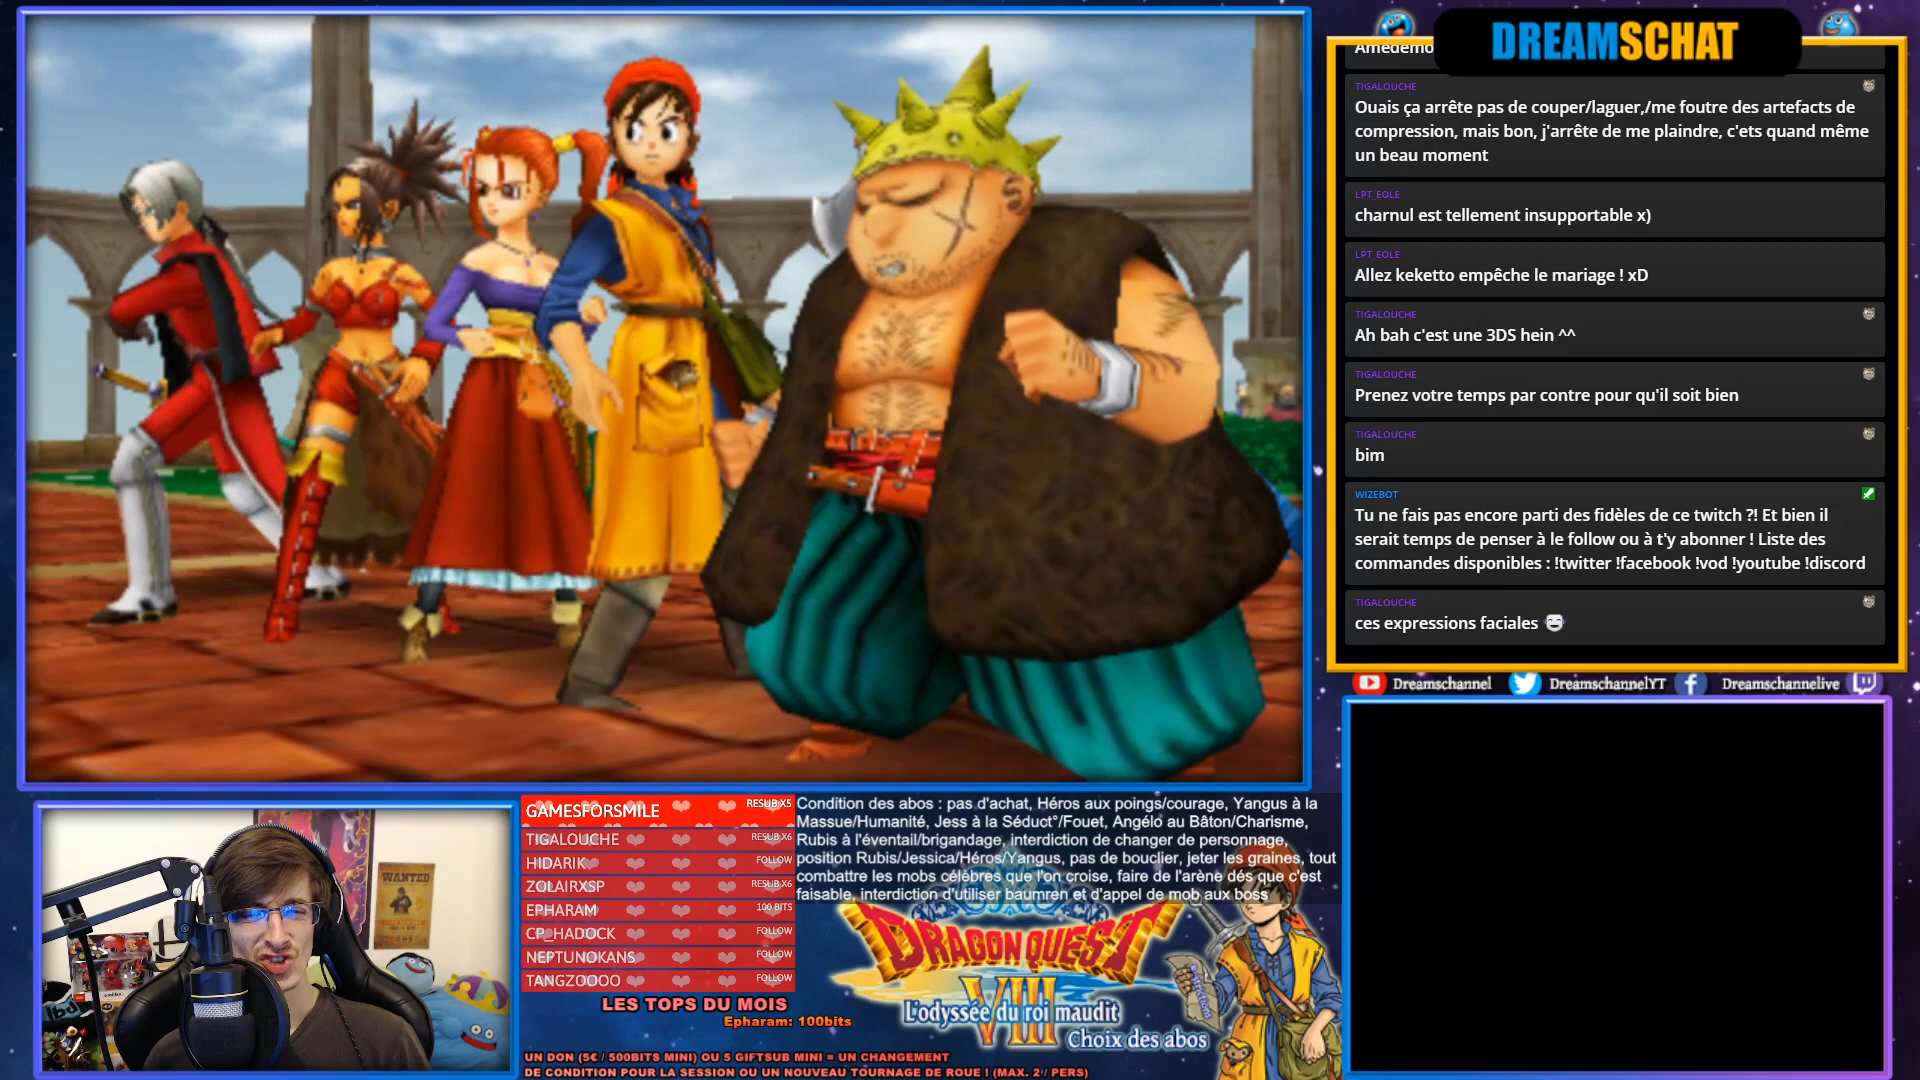 DREAMSCHAT
Amedemo
TIGALOUCHE
Ouais ça arrête pas de couper/laguer,/me foutre des artefacts de
compression, mais bon, j'arrête de me plaindre, c'ets quand même
un beau moment
LPT_EOLE
charnul est tellement insupportable x)
LPT_EOLE
Allez keketto empêche le mariage ! xD
TIGALOUCHE
Ah bah c'est une 3DS hein ^^
TIGALOUCHE
Prenez votre temps par contre pour qu'il soit bien
TIGALOUCHE
bim
WIZEBOT
Tu ne fais pas encore parti des fidèles de ce twitch ?! Et bien il
serait temps de penser à le follow ou à t'y abonner ! Liste des
commandes disponibles : !twitter !facebook !vod !youtube !discord
TIGALOUCHE
ces expressions faciales
Dreamschannel DreamschannelYT Dreamschannelive
WANTED
GAMESFORSMILE RESUB X5
TIGALOUCHE RESUB X6
HIDARIK FOLLOW
ZOLAIRXSP RESUB X6
EPHARAM 100 BITS
CP_HADOCK FOLLOW
NEPTUNOKANS FOLLOW
TANGZOOOO FOLLOW
LES TOPS DU MOIS
Epharam: 100bits
Condition des abos : pas d'achat, Héros aux poings/courage, Yangus à la
Massue/Humanité, Jess à la Séduct°/Fouet, Angélo au Bâton/Charisme,
Rubis à l'éventail/brigandage, interdiction de changer de personnage,
position Rubis/Jessica/Héros/Yangus, pas de bouclier, jeter les graines, tout
combattre les mobs célèbres que l'on croise, faire de l'arène dés que c'est
faisable, interdiction d'utiliser baumren et d'appel de mob aux boss
DRAGON QUEST
VIII
L'odyssée du roi maudit
Choix des abos
UN DON (5€ / 500BITS MINI) OU 5 GIFTSUB MINI = UN CHANGEMENT
DE CONDITION POUR LA SESSION OU UN NOUVEAU TOURNAGE DE ROUE ! (MAX. 2 / PERS)